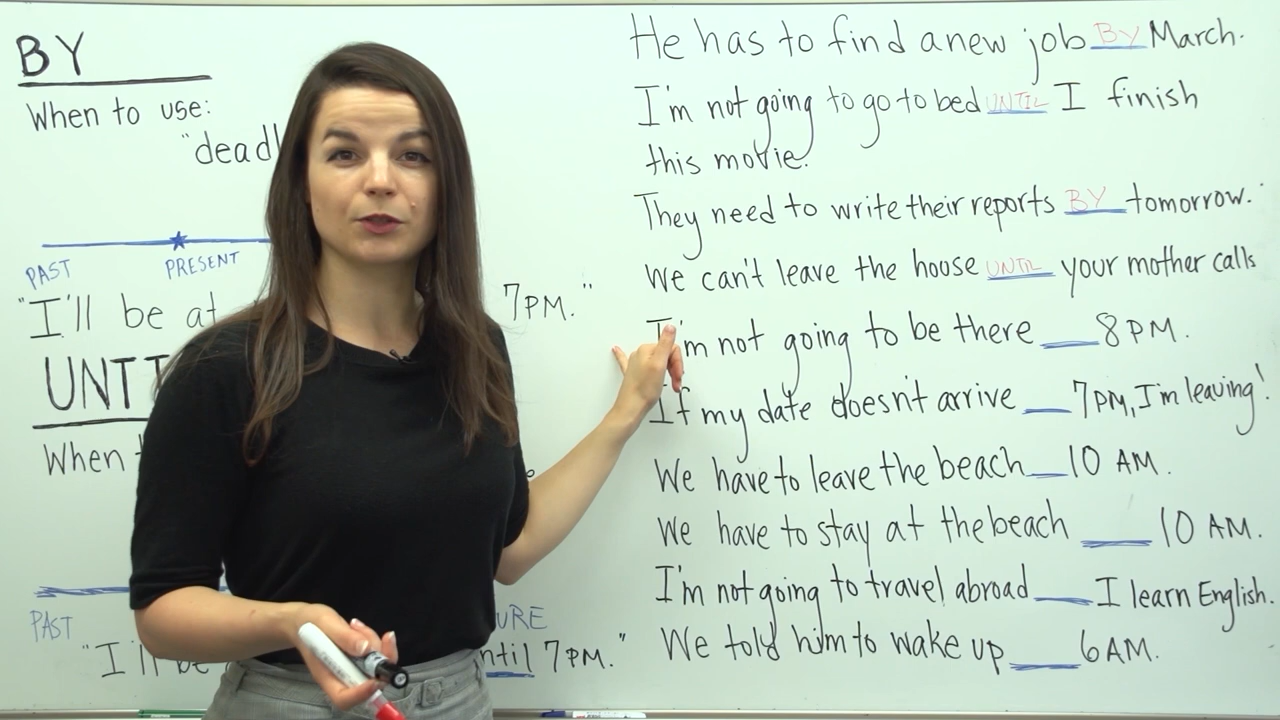 BY
When to use:
"deadl
PAST PRESENT
"I'll be at 7PM."
UNTI
When
PAST URE
"I'll be ntil 7PM."
He has to find a new job BY March.
I'm not going to go to bed UNTIL I finish
this movie.
They need to write their reports BY tomorrow.
We can't leave the house UNTIL your mother calls
I'm not going to be there ___ 8 PM.
If my date doesn't arrive ___ 7PM, I'm leaving!
We have to leave the beach ___ 10 AM.
We have to stay at the beach ___ 10 AM.
I'm not going to travel abroad ___ I learn English.
We told him to wake up ___ 6 AM.